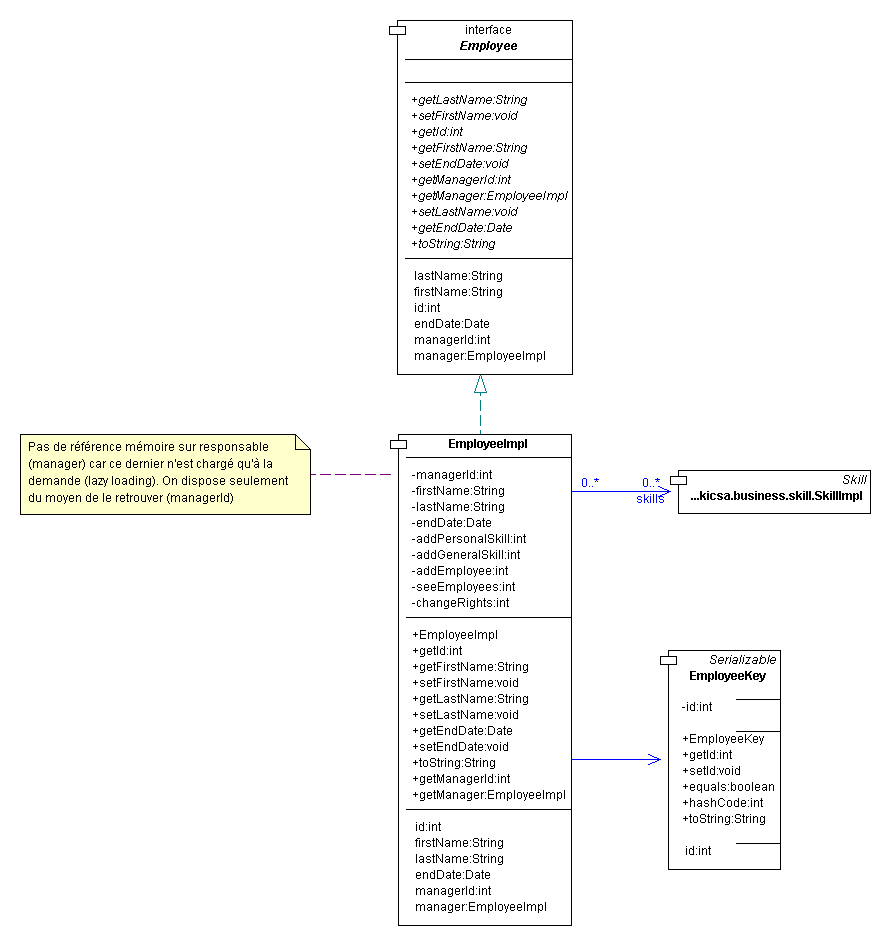 interface
Employee
+getLastName:String
+setFirstName:void
+getId:int
+getFirstName:String
+setEndDate:void
+getManagerId:int
+getManager:EmployeeImpl
+setLastName:void
+getEndDate:Date
+toString:String
lastName:String
firstName:String
id:int
endDate:Date
managerId:int
manager:EmployeeImpl
Pas de référence mémoire sur responsable
(manager) car ce dernier n'est chargé qu'à la
demande (lazy loading). On dispose seulement
du moyen de le retrouver (managerId)
EmployeeImpl
-managerId:int
-firstName:String
-lastName:String
-endDate:Date
-addPersonalSkill:int
-addGeneralSkill:int
-addEmployee:int
-seeEmployees:int
-changeRights:int
+EmployeeImpl
+getId:int
+getFirstName:String
+setFirstName:void
+getLastName:String
+setLastName:void
+getEndDate:Date
+setEndDate:void
+toString:String
+getManagerId:int
+getManager:EmployeeImpl
id:int
firstName:String
lastName:String
endDate:Date
managerId:int
manager:EmployeeImpl
0..* 0..*
skills
Skill
...kicsa.business.skill.SkillImpl
Serializable
EmployeeKey
-id:int
+EmployeeKey
+getId:int
+setId:void
+equals:boolean
+hashCode:int
+toString:String
id:int